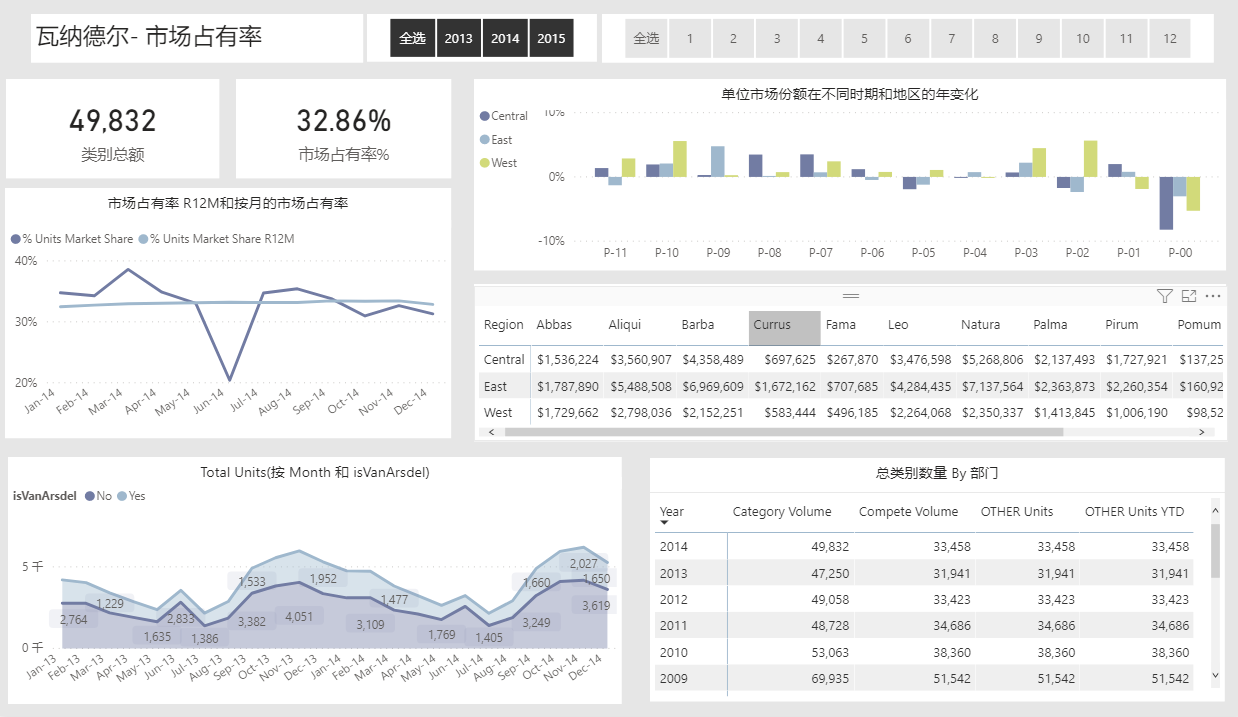 瓦纳德尔- 市场占有率
全选 2013 2014 2015
全选 1 2 3 4 5 6 7 8 9 10 11 12
49,832
类别总额
32.86%
市场占有率%
单位市场份额在不同时期和地区的年变化
Central
East
West
10%
0%
-10%
P-11 P-10 P-09 P-08 P-07 P-06 P-05 P-04 P-03 P-02 P-01 P-00
市场占有率 R12M和按月的市场占有率
% Units Market Share % Units Market Share R12M
40%
30%
20%
Jan-14 Feb-14 Mar-14 Apr-14 May-14 Jun-14 Jul-14 Aug-14 Sep-14 Oct-14 Nov-14 Dec-14
Region Abbas Aliqui Barba Currus Fama Leo Natura Palma Pirum Pomum
Central $1,536,224 $3,560,907 $4,358,489 $697,625 $267,870 $3,476,598 $5,268,806 $2,137,493 $1,727,921 $137,25
East $1,787,890 $5,488,508 $6,969,609 $1,672,162 $707,685 $4,284,435 $7,137,564 $2,363,873 $2,260,354 $160,92
West $1,729,662 $2,798,036 $2,152,251 $583,444 $496,185 $2,264,068 $2,350,337 $1,413,845 $1,006,190 $98,52
Total Units(按 Month 和 isVanArsdel)
isVanArsdel No Yes
5 千
0 千
2,764 1,229 1,635 2,833 1,386 1,533 3,382 4,051 1,952 3,109 1,477 1,769 1,405 1,660 3,249 2,027 1,650 3,619
Jan-13 Feb-13 Mar-13 Apr-13 May-13 Jun-13 Jul-13 Aug-13 Sep-13 Oct-13 Nov-13 Dec-13 Jan-14 Feb-14 Mar-14 Apr-14 May-14 Jun-14 Jul-14 Aug-14 Sep-14 Oct-14 Nov-14 Dec-14
总类别数量 By 部门
Year Category Volume Compete Volume OTHER Units OTHER Units YTD
2014 49,832 33,458 33,458 33,458
2013 47,250 31,941 31,941 31,941
2012 49,058 33,423 33,423 33,423
2011 48,728 34,686 34,686 34,686
2010 53,063 38,360 38,360 38,360
2009 69,935 51,542 51,542 51,542